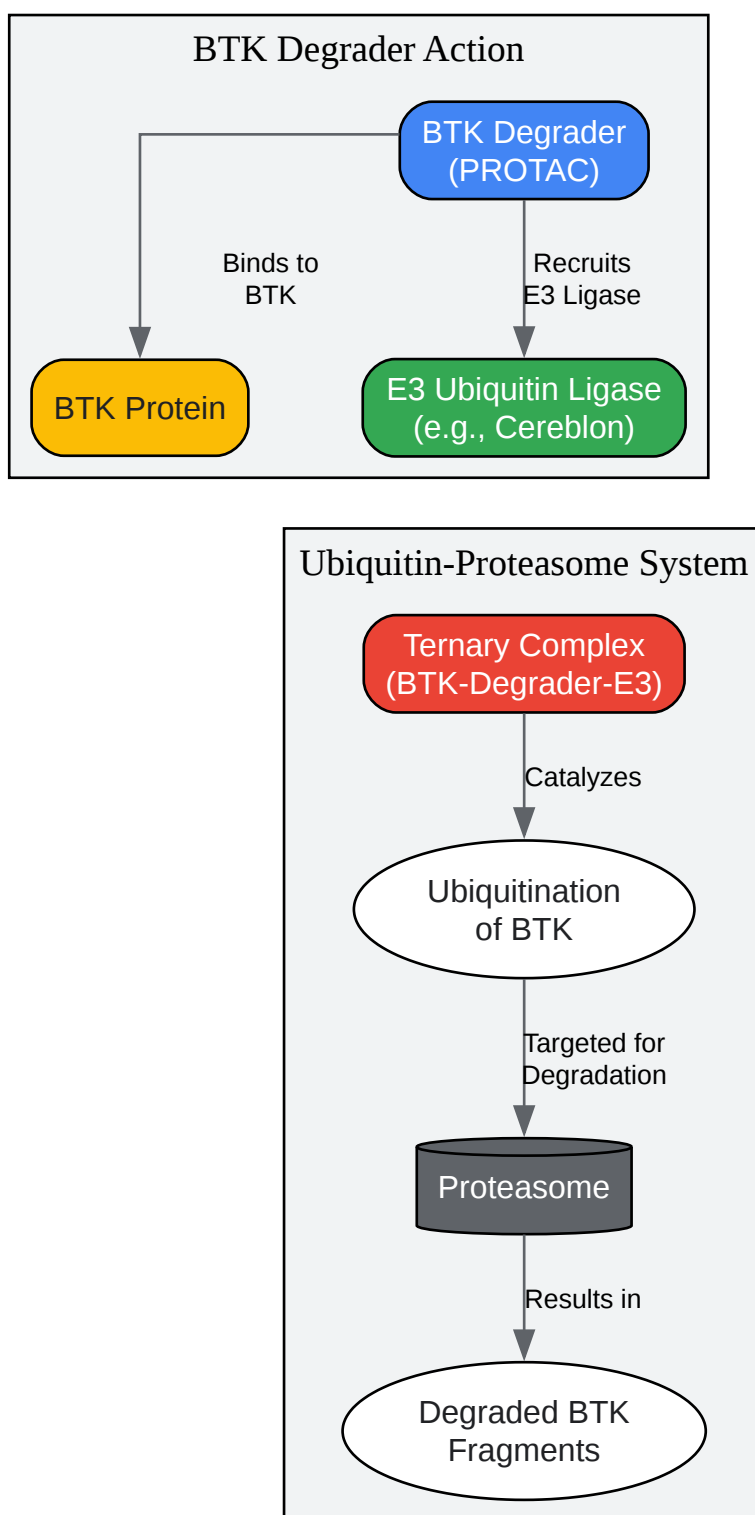 BTK Degrader Action
BTK Degrader
(PROTAC)
Binds to
BTK
Recruits
E3 Ligase
BTK Protein
E3 Ubiquitin Ligase
(e.g., Cereblon)
Ubiquitin-Proteasome System
Ternary Complex
(BTK-Degrader-E3)
Catalyzes
Ubiquitination
of BTK
Targeted for
Degradation
Proteasome
Results in
Degraded BTK
Fragments